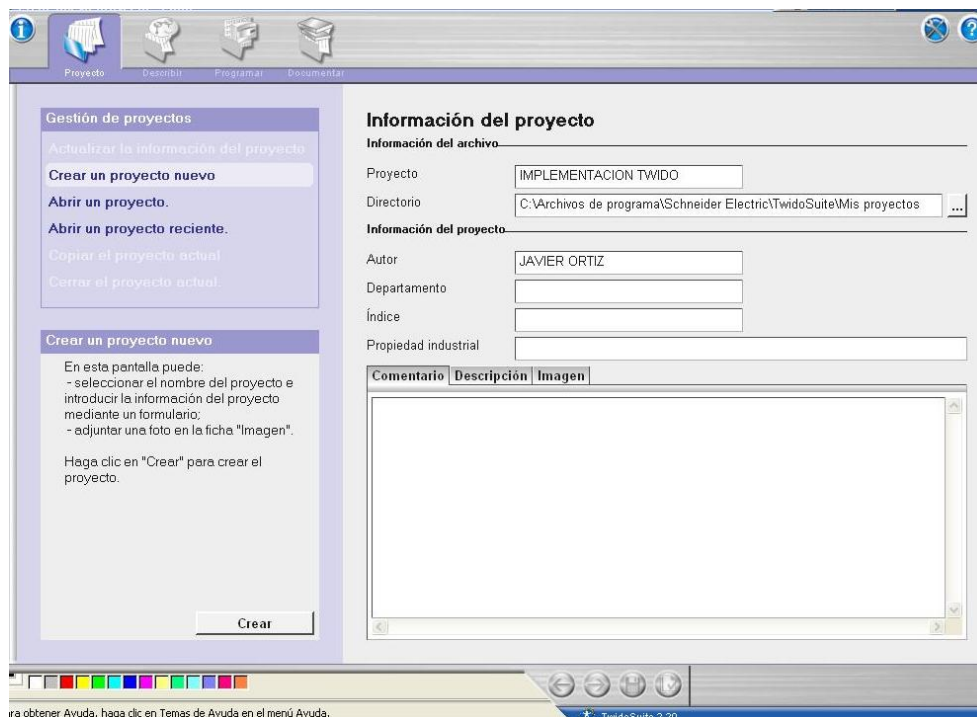 Proyecto
Describir
Programar
Documentar
Gestión de proyectos
Actualizar la información del proyecto
Crear un proyecto nuevo
Abrir un proyecto.
Abrir un proyecto reciente.
Copiar el proyecto actual
Cerrar el proyecto actual.
Crear un proyecto nuevo
En esta pantalla puede:
- seleccionar el nombre del proyecto e
introducir la información del proyecto
mediante un formulario;
- adjuntar una foto en la ficha "Imagen".
Haga clic en "Crear" para crear el
proyecto.
Crear
Información del proyecto
Información del archivo
Proyecto IMPLEMENTACION TWIDO
Directorio C:\Archivos de programa\Schneider Electric\TwidoSuite\Mis proyectos ...
Información del proyecto
Autor JAVIER ORTIZ
Departamento
Índice
Propiedad industrial
Comentario Descripción Imagen
ra obtener Ayuda, haga clic en Temas de Ayuda en el menú Ayuda.
TwidoSuite 2.20